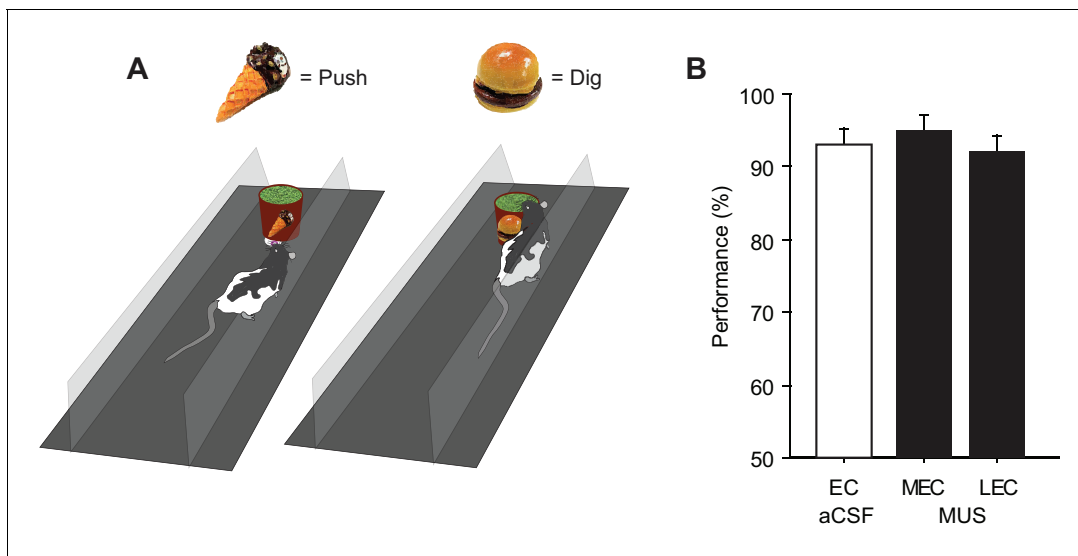 A
= Push
= Dig
B
Performance (%)
100
90
80
70
60
50
EC MEC LEC
aCSF MUS